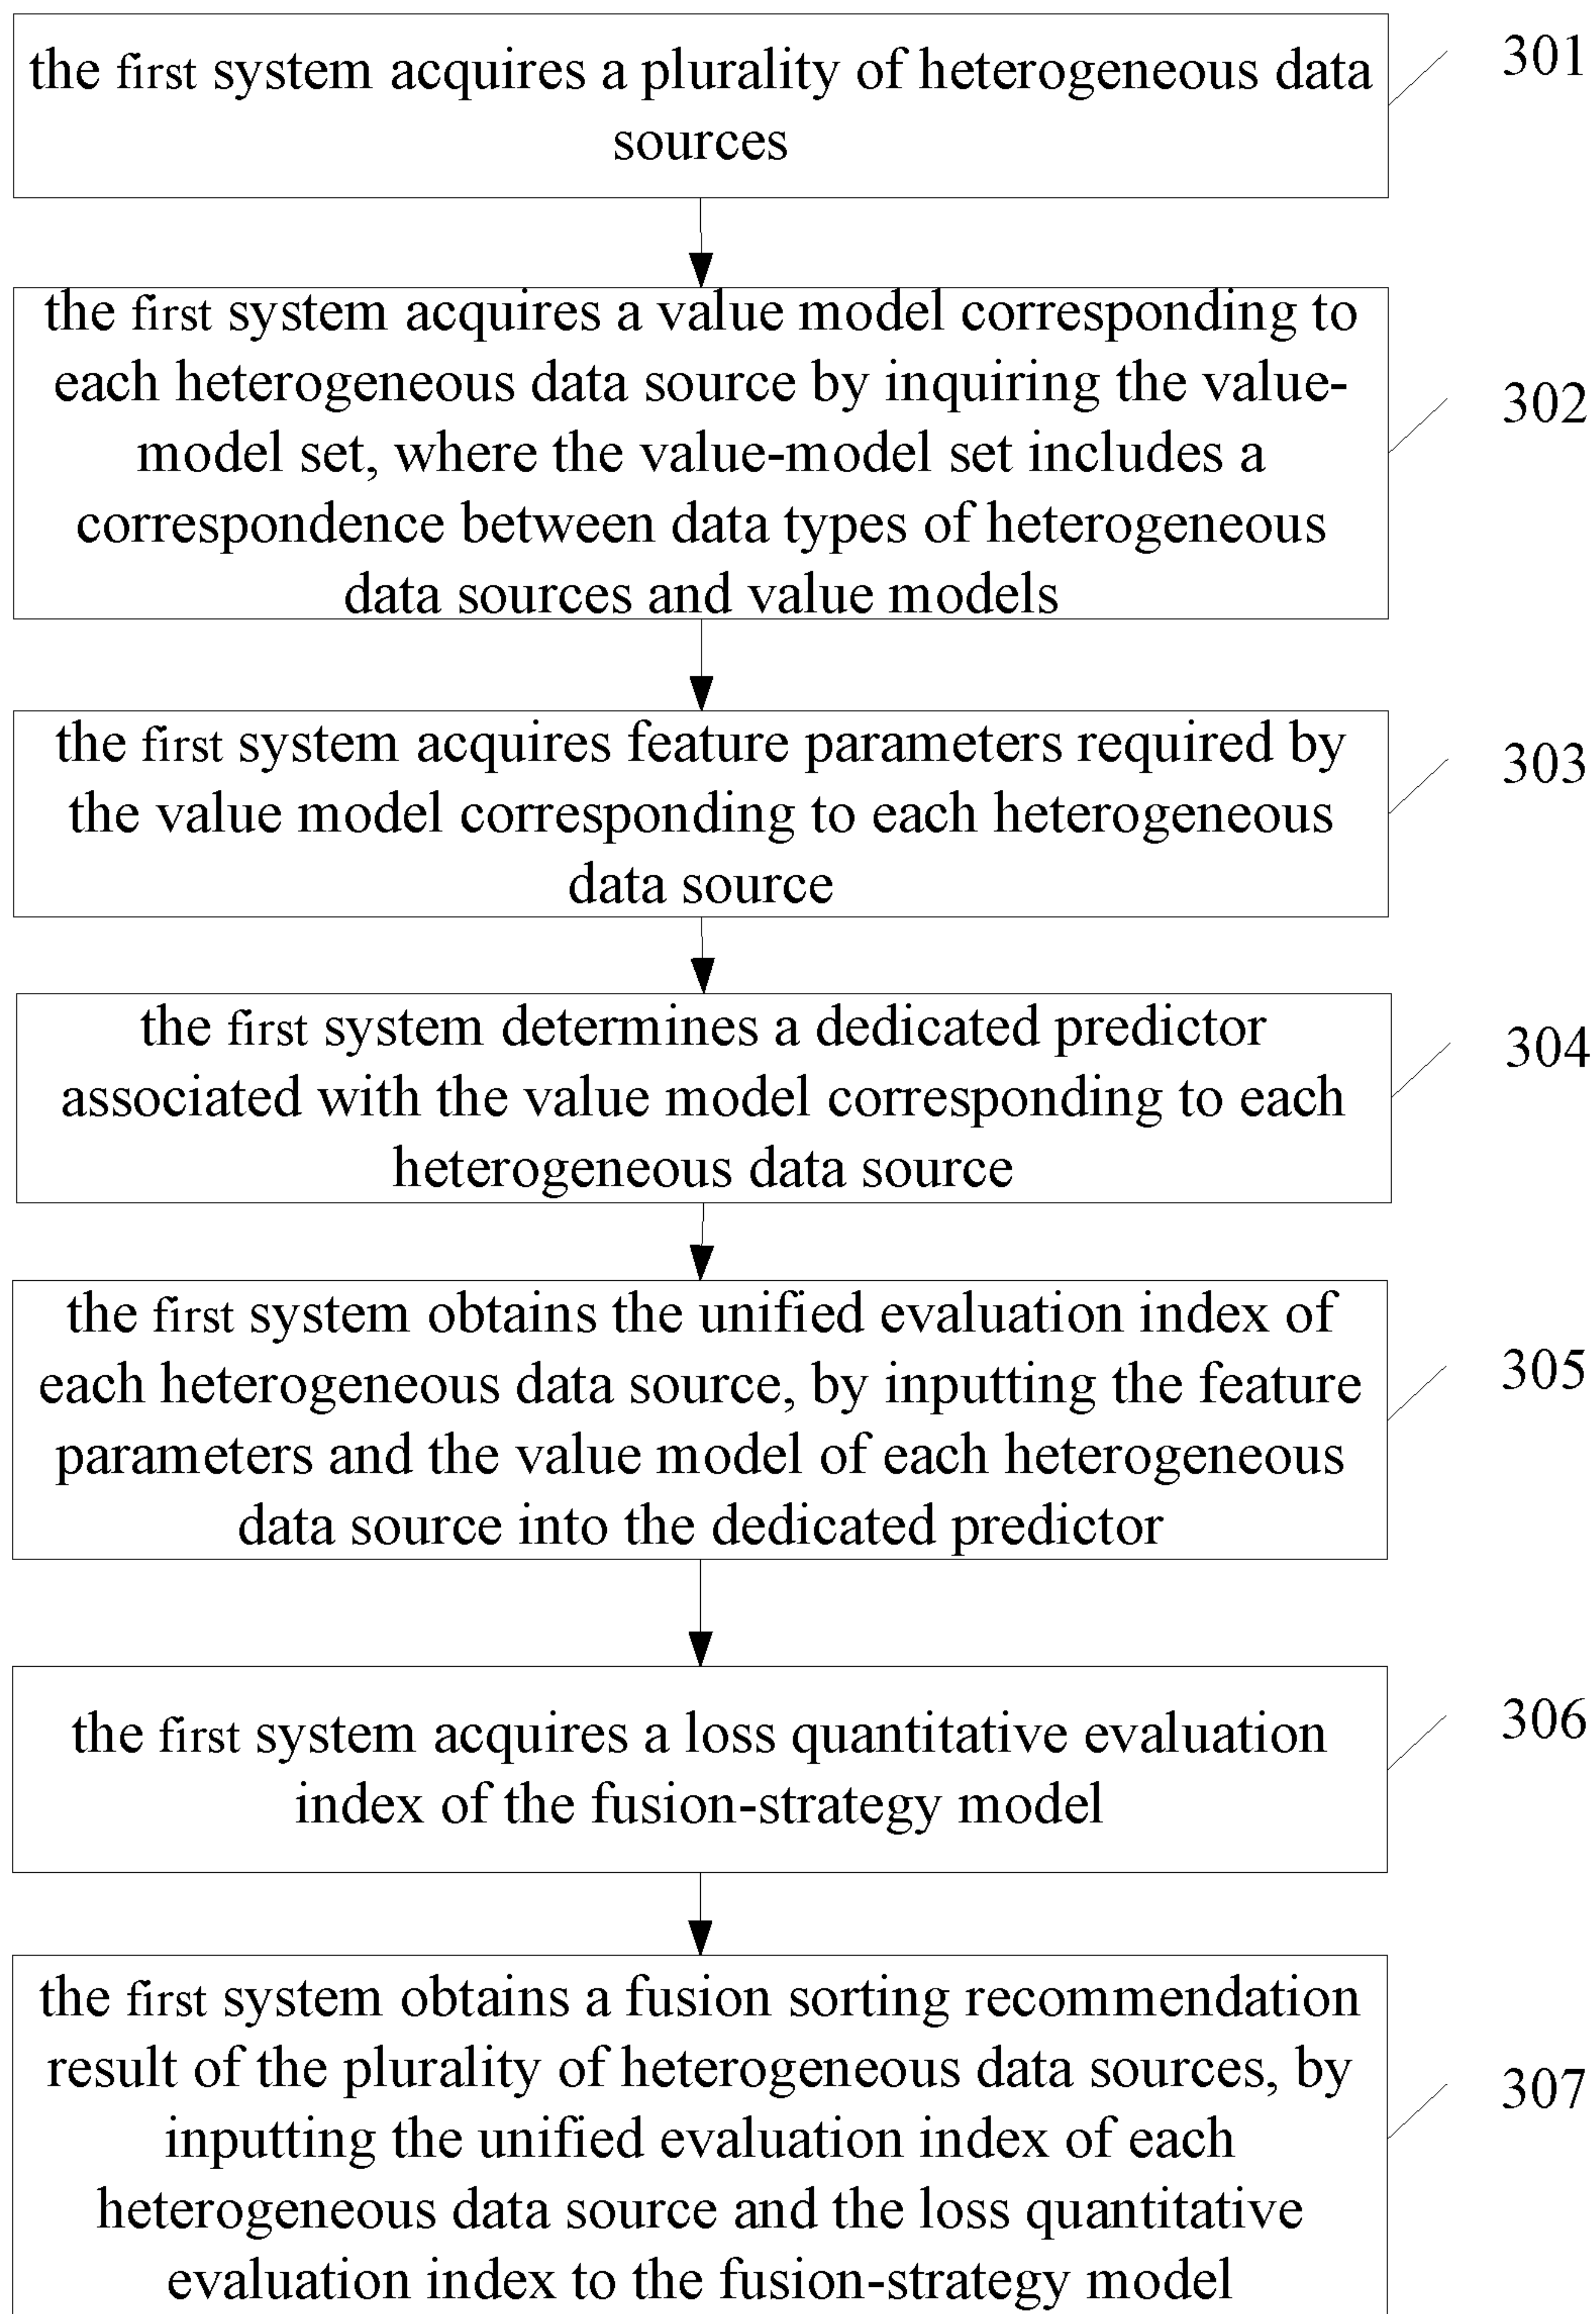 the first system acquires a plurality of heterogeneous data
sources
301
the first system acquires a value model corresponding to
each heterogeneous data source by inquiring the value-
model set, where the value-model set includes a
correspondence between data types of heterogeneous
data sources and value models
302
the first system acquires feature parameters required by
the value model corresponding to each heterogeneous
data source
303
the first system determines a dedicated predictor
associated with the value model corresponding to each
heterogeneous data source
304
the first system obtains the unified evaluation index of
each heterogeneous data source, by inputting the feature
parameters and the value model of each heterogeneous
data source into the dedicated predictor
305
the first system acquires a loss quantitative evaluation
index of the fusion-strategy model
306
the first system obtains a fusion sorting recommendation
result of the plurality of heterogeneous data sources, by
inputting the unified evaluation index of each
heterogeneous data source and the loss quantitative
evaluation index to the fusion-strategy model
307